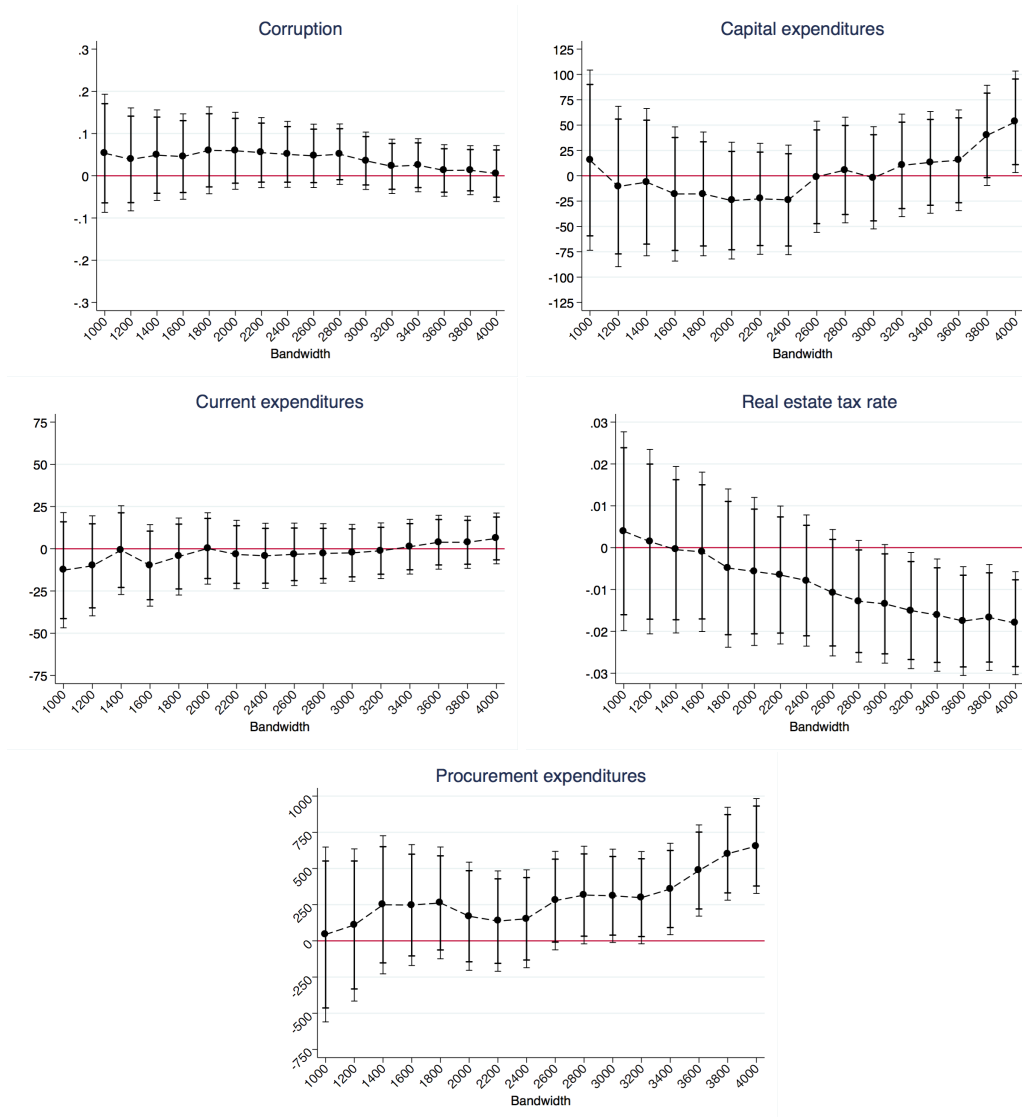 Corruption
.3
.2
.1
0
-.1
-.2
-.3
1000 1200 1400 1600 1800 2000 2200 2400 2600 2800 3000 3200 3400 3600 3800 4000
Bandwidth
Capital expenditures
125
100
75
50
25
0
-25
-50
-75
-100
-125
1000 1200 1400 1600 1800 2000 2200 2400 2600 2800 3000 3200 3400 3600 3800 4000
Bandwidth
Current expenditures
75
50
25
0
-25
-50
-75
1000 1200 1400 1600 1800 2000 2200 2400 2600 2800 3000 3200 3400 3600 3800 4000
Bandwidth
Real estate tax rate
.03
.02
.01
0
-.01
-.02
-.03
1000 1200 1400 1600 1800 2000 2200 2400 2600 2800 3000 3200 3400 3600 3800 4000
Bandwidth
Procurement expenditures
1000
750
500
250
0
-250
-500
-750
1000 1200 1400 1600 1800 2000 2200 2400 2600 2800 3000 3200 3400 3600 3800 4000
Bandwidth